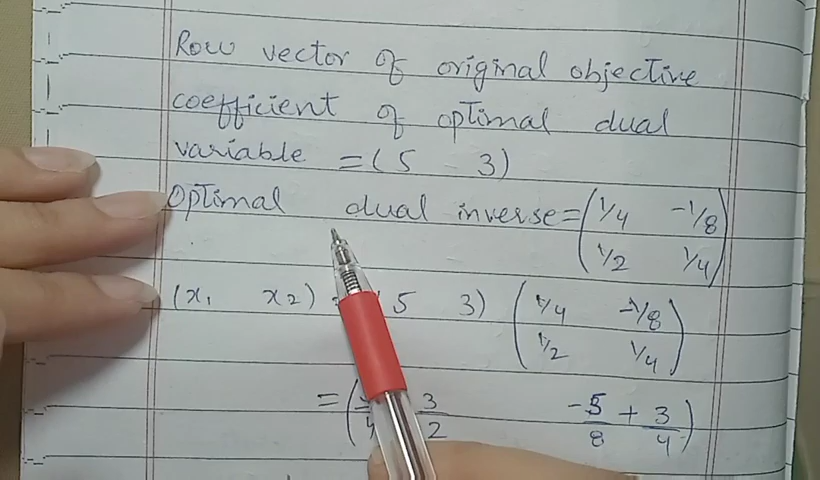 Row vector of original objective
coefficient of optimal dual
variable = (5 3)
Optimal dual inverse = (1/4 -1/8
1/2 1/4)
(x1 x2) = 5 3) (1/4 -1/8
1/2 1/4)
= ( 3/2 -5/8 + 3/4)